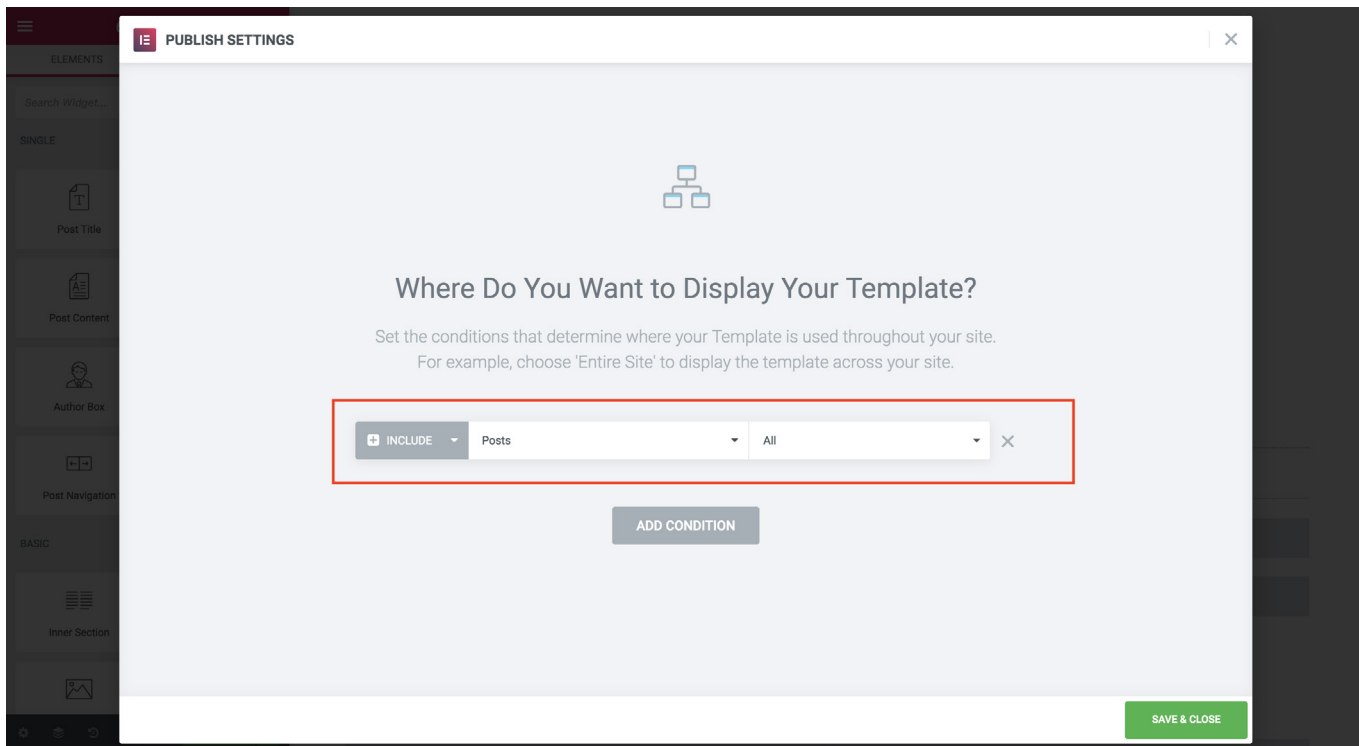 PUBLISH SETTINGS
ELEMENTS
Search Widget...
SINGLE
Post Title
Post Content
Author Box
Post Navigation
BASIC
Inner Section
Where Do You Want to Display Your Template?
Set the conditions that determine where your Template is used throughout your site.
For example, choose 'Entire Site' to display the template across your site.
INCLUDE Posts All
ADD CONDITION
SAVE & CLOSE